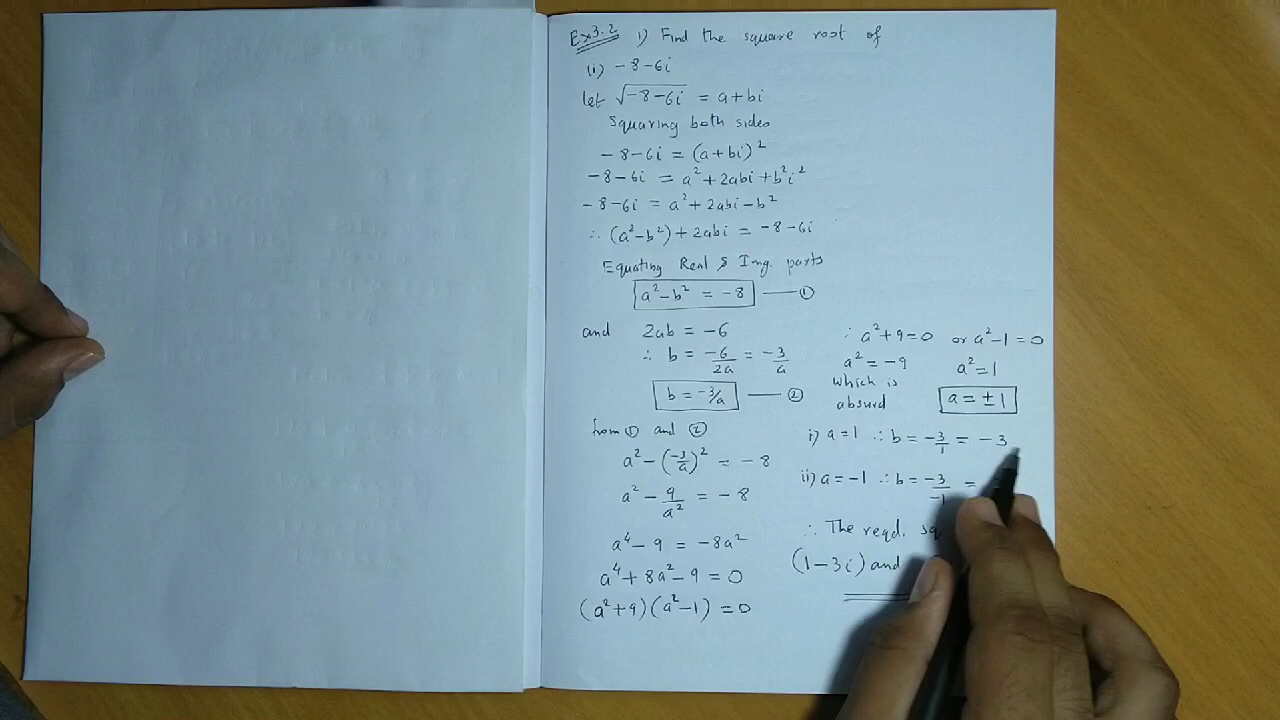 Ex 3.2 1) Find the square root of
(1) -8-6i
let √-8-6i = a+bi
Squaring both sides
-8-6i = (a+bi)²
-8-6i = a²+2abi+b²i²
-8-6i = a²+2abi-b²
∴ (a²-b²)+2abi = -8-6i
Equating Real & Img. parts
a²-b² = -8 —— ①
and 2ab = -6
∴ b = -6/2a = -3/a
b = -3/a —— ②
from ① and ②
a² - (-3/a)² = -8
a² - 9/a² = -8
a⁴ - 9 = -8a²
a⁴ + 8a² - 9 = 0
(a²+9)(a²-1) = 0
∴ a²+9=0 or a²-1=0
a² = -9 a²=1
which is
absurd a = ±1
i) a=1 ∴ b = -3/1 = -3
ii) a = -1 ∴ b = -3/-1 =
∴ The reqd.
(1-3i) and